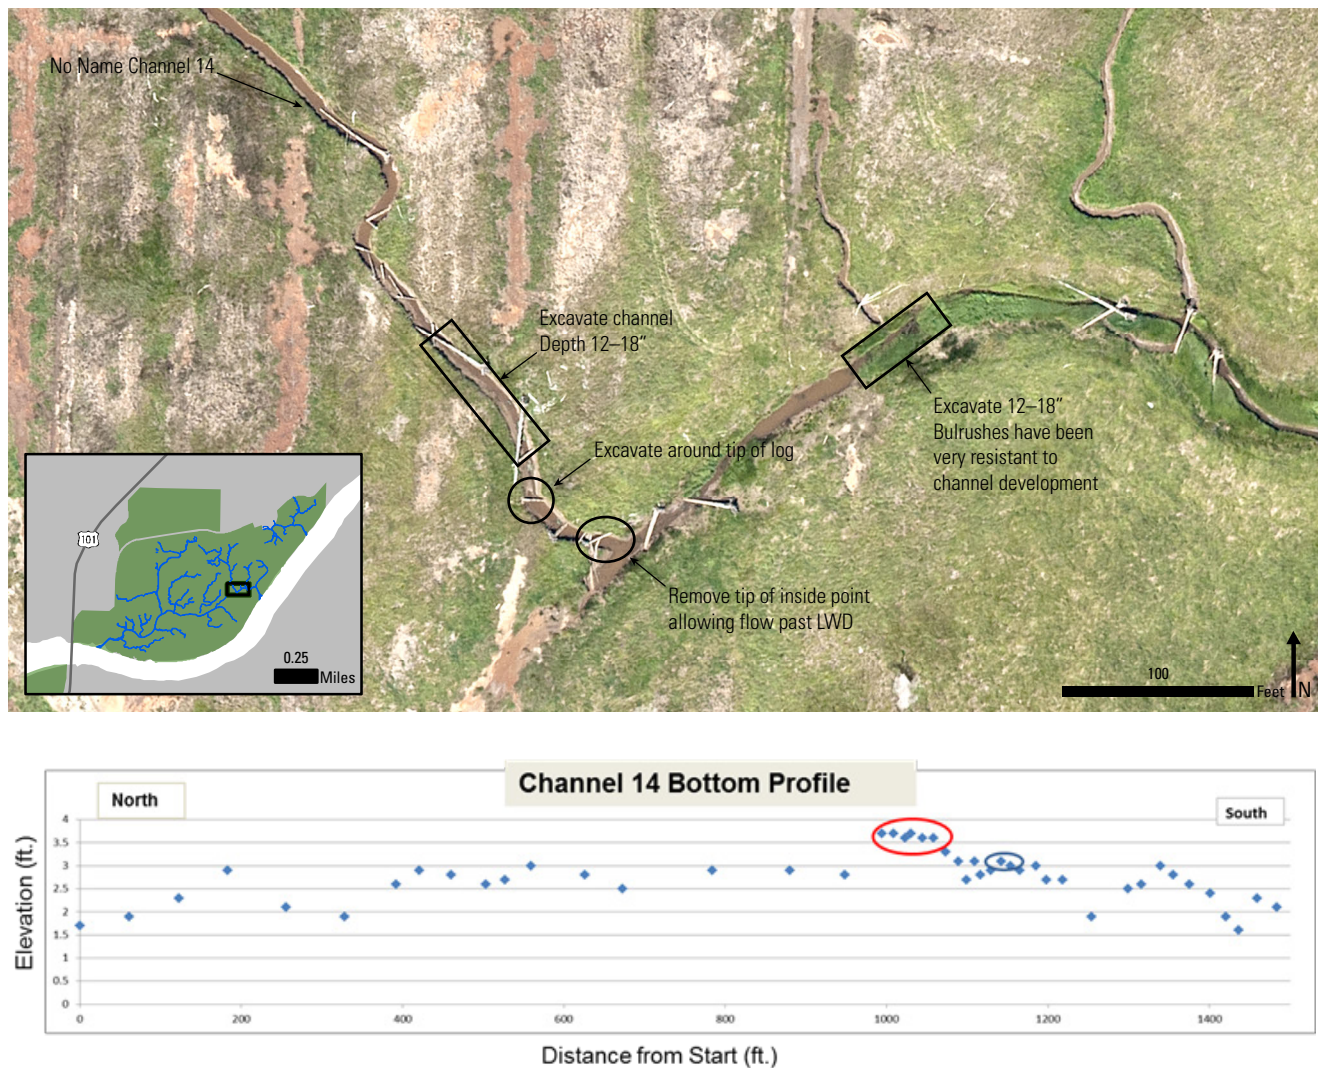 No Name Channel 14
Excavate channel
Depth 12–18”
Excavate around tip of log
Excavate 12–18”
Bulrushes have been
very resistant to
channel development
Remove tip of inside point
allowing flow past LWD
101
0.25
Miles
100
Feet
N
Channel 14 Bottom Profile
North
South
Elevation (ft.)
4
3.5
3
2.5
2
1.5
1
0.5
0
0
200
400
600
800
1000
1200
1400
Distance from Start (ft.)